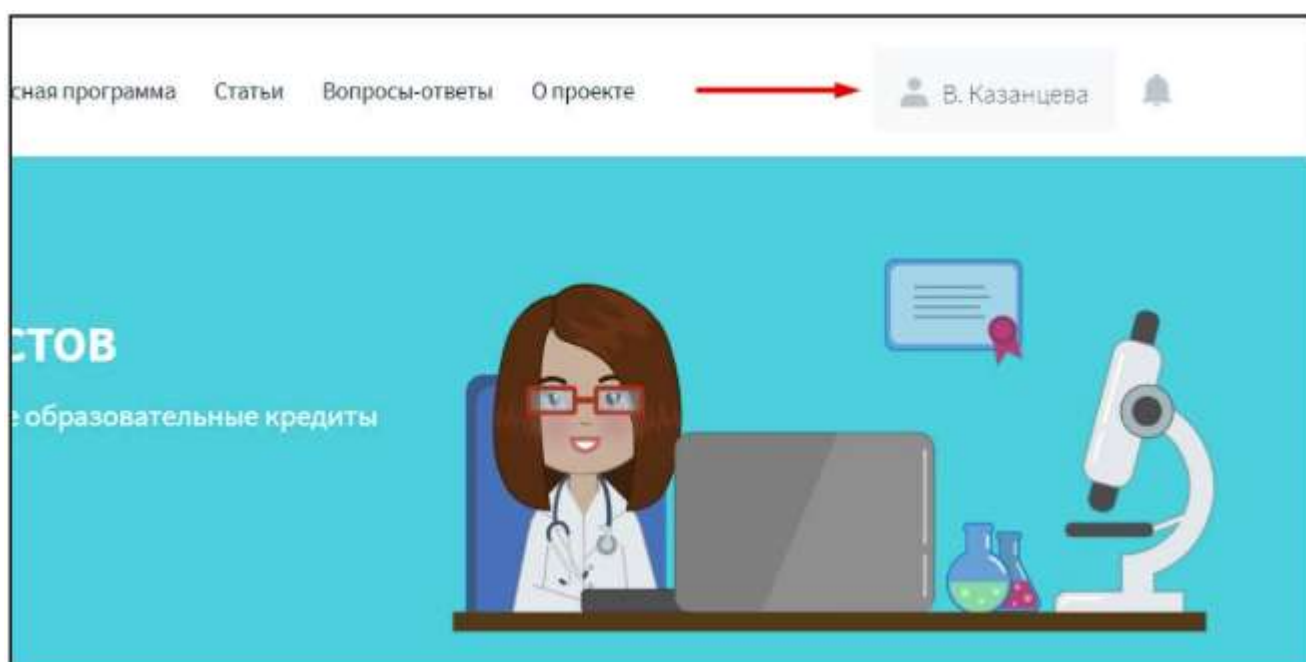 сная программа Статьи Вопросы-ответы О проекте В. Казанцева
стов
е образовательные кредиты